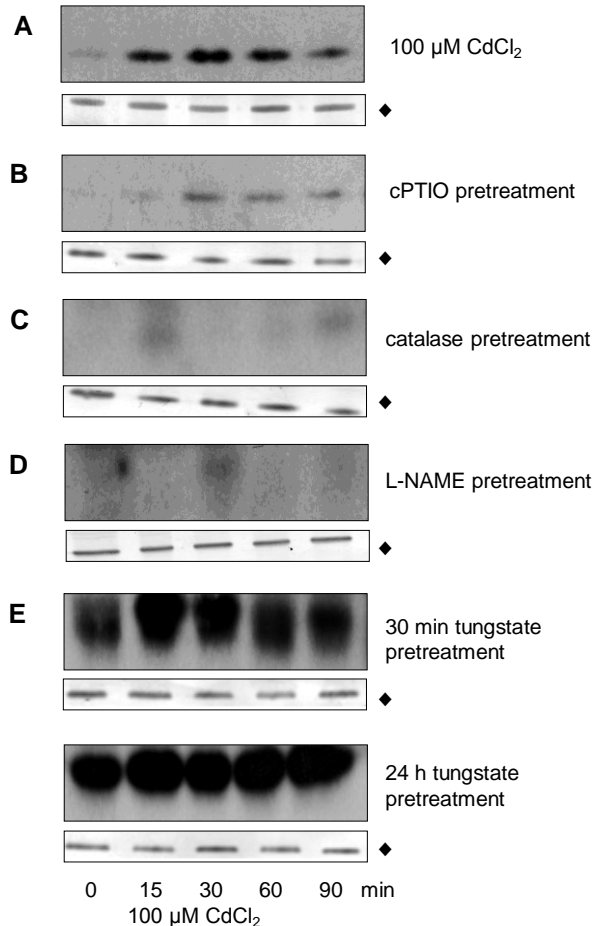 A
100 µM CdCl₂
◆
B
cPTIO pretreatment
◆
C
catalase pretreatment
◆
D
L-NAME pretreatment
◆
E
30 min tungstate
pretreatment
◆
24 h tungstate
pretreatment
◆
0 15 30 60 90 min
100 µM CdCl₂